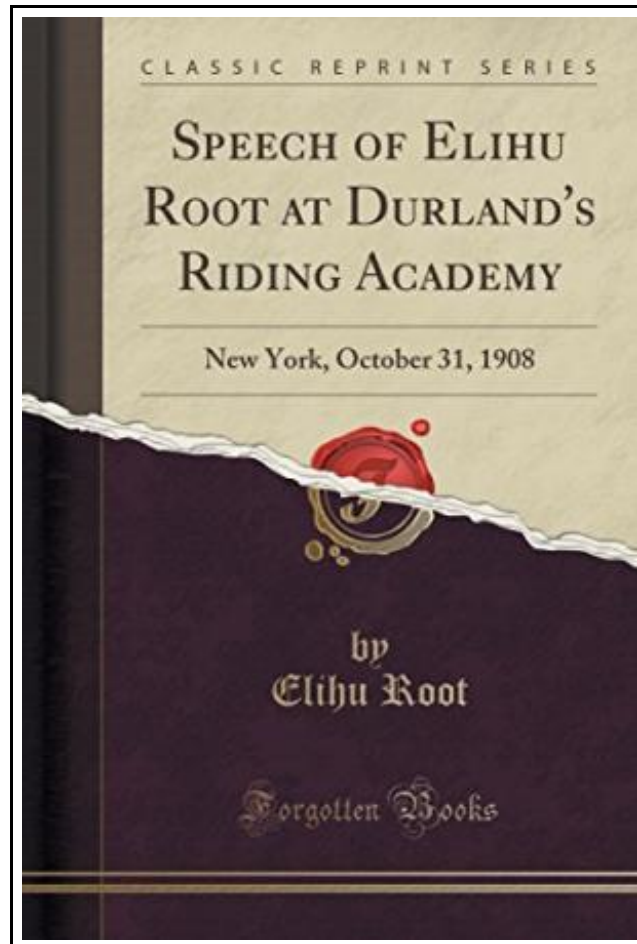 CLASSIC REPRINT SERIES
SPEECH OF ELIHU
ROOT AT DURLAND'S
RIDING ACADEMY
New York, October 31, 1908
by
Elihu Root
Forgotten Books